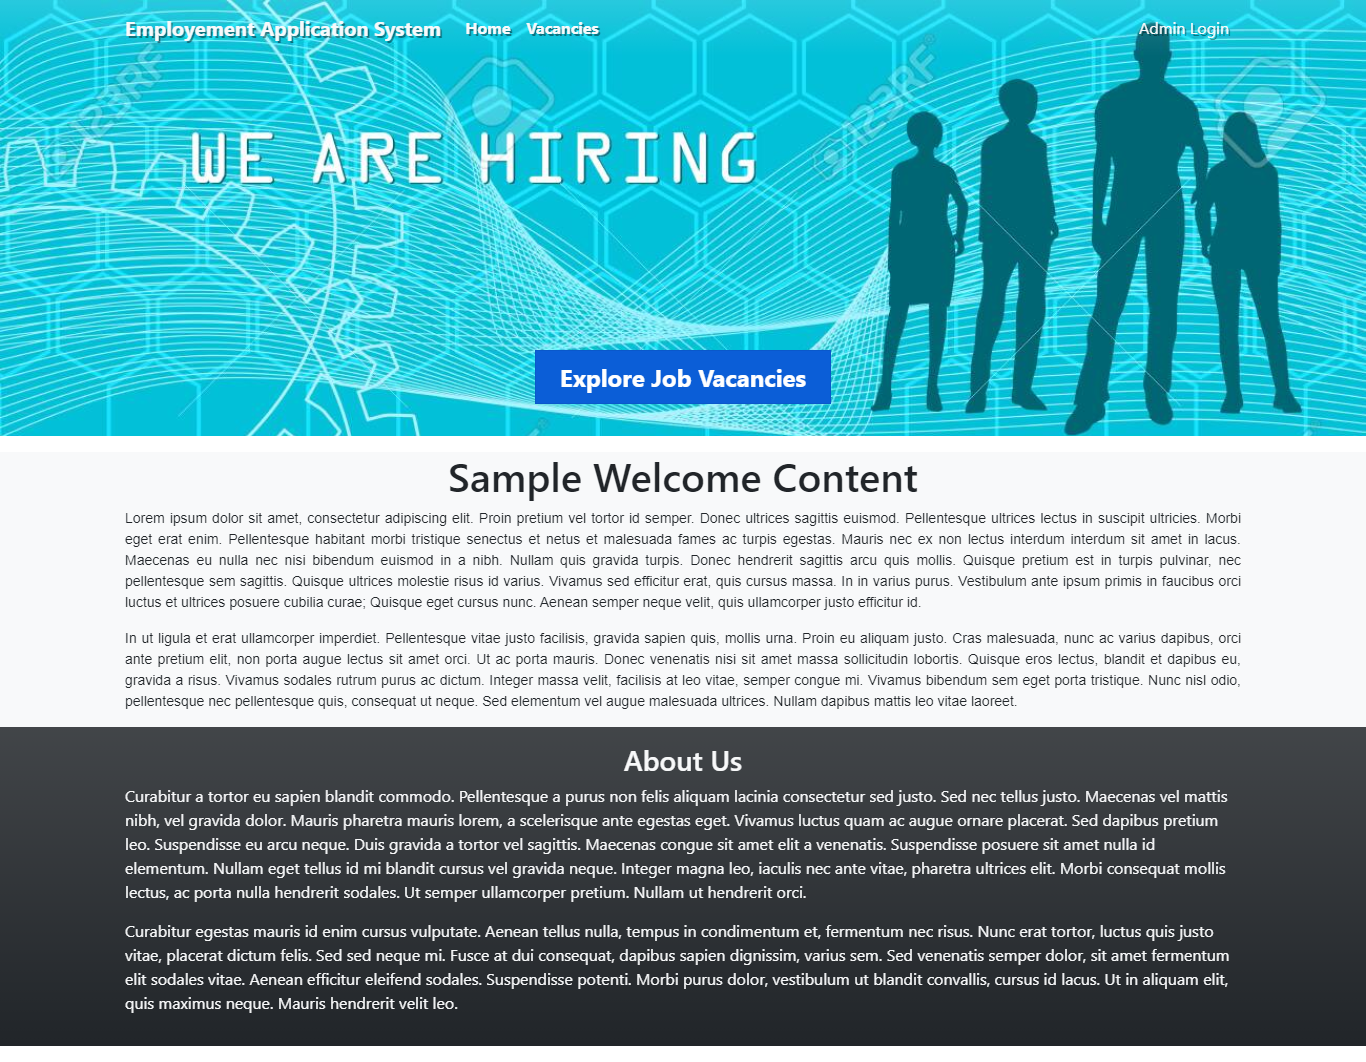 Employement Application System Home Vacancies Admin Login
123RF 123RF
WE ARE HIRING
Explore Job Vacancies
Sample Welcome Content
Lorem ipsum dolor sit amet, consectetur adipiscing elit. Proin pretium vel tortor id semper. Donec ultrices sagittis euismod. Pellentesque ultrices lectus in suscipit ultricies. Morbi
eget erat enim. Pellentesque habitant morbi tristique senectus et netus et malesuada fames ac turpis egestas. Mauris nec ex non lectus interdum interdum sit amet in lacus.
Maecenas eu nulla nec nisi bibendum euismod in a nibh. Nullam quis gravida turpis. Donec hendrerit sagittis arcu quis mollis. Quisque pretium est in turpis pulvinar, nec
pellentesque sem sagittis. Quisque ultrices molestie risus id varius. Vivamus sed efficitur erat, quis cursus massa. In in varius purus. Vestibulum ante ipsum primis in faucibus orci
luctus et ultrices posuere cubilia curae; Quisque eget cursus nunc. Aenean semper neque velit, quis ullamcorper justo efficitur id.
In ut ligula et erat ullamcorper imperdiet. Pellentesque vitae justo facilisis, gravida sapien quis, mollis urna. Proin eu aliquam justo. Cras malesuada, nunc ac varius dapibus, orci
ante pretium elit, non porta augue lectus sit amet orci. Ut ac porta mauris. Donec venenatis nisi sit amet massa sollicitudin lobortis. Quisque eros lectus, blandit et dapibus eu,
gravida a risus. Vivamus sodales rutrum purus ac dictum. Integer massa velit, facilisis at leo vitae, semper congue mi. Vivamus bibendum sem eget porta tristique. Nunc nisl odio,
pellentesque nec pellentesque quis, consequat ut neque. Sed elementum vel augue malesuada ultrices. Nullam dapibus mattis leo vitae laoreet.
About Us
Curabitur a tortor eu sapien blandit commodo. Pellentesque a purus non felis aliquam lacinia consectetur sed justo. Sed nec tellus justo. Maecenas vel mattis
nibh, vel gravida dolor. Mauris pharetra mauris lorem, a scelerisque ante egestas eget. Vivamus luctus quam ac augue ornare placerat. Sed dapibus pretium
leo. Suspendisse eu arcu neque. Duis gravida a tortor vel sagittis. Maecenas congue sit amet elit a venenatis. Suspendisse posuere sit amet nulla id
elementum. Nullam eget tellus id mi blandit cursus vel gravida neque. Integer magna leo, iaculis nec ante vitae, pharetra ultrices elit. Morbi consequat mollis
lectus, ac porta nulla hendrerit sodales. Ut semper ullamcorper pretium. Nullam ut hendrerit orci.
Curabitur egestas mauris id enim cursus vulputate. Aenean tellus nulla, tempus in condimentum et, fermentum nec risus. Nunc erat tortor, luctus quis justo
vitae, placerat dictum felis. Sed sed neque mi. Fusce at dui consequat, dapibus sapien dignissim, varius sem. Sed venenatis semper dolor, sit amet fermentum
elit sodales vitae. Aenean efficitur eleifend sodales. Suspendisse potenti. Morbi purus dolor, vestibulum ut blandit convallis, cursus id lacus. Ut in aliquam elit,
quis maximus neque. Mauris hendrerit velit leo.